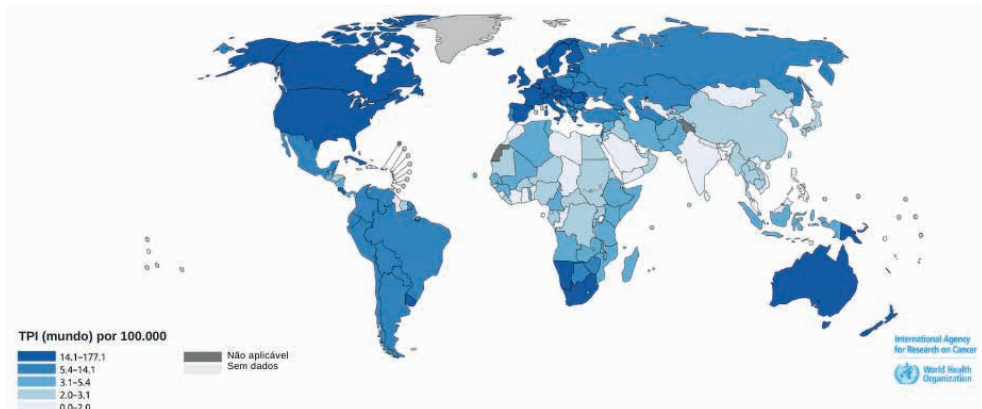 TPI (mundo) por 100.000
14.1–177.1
5.4–14.1
3.1–5.4
2.0–3.1
0.0–2.0
Não aplicável
Sem dados
International Agency
for Research on Cancer
World Health
Organization